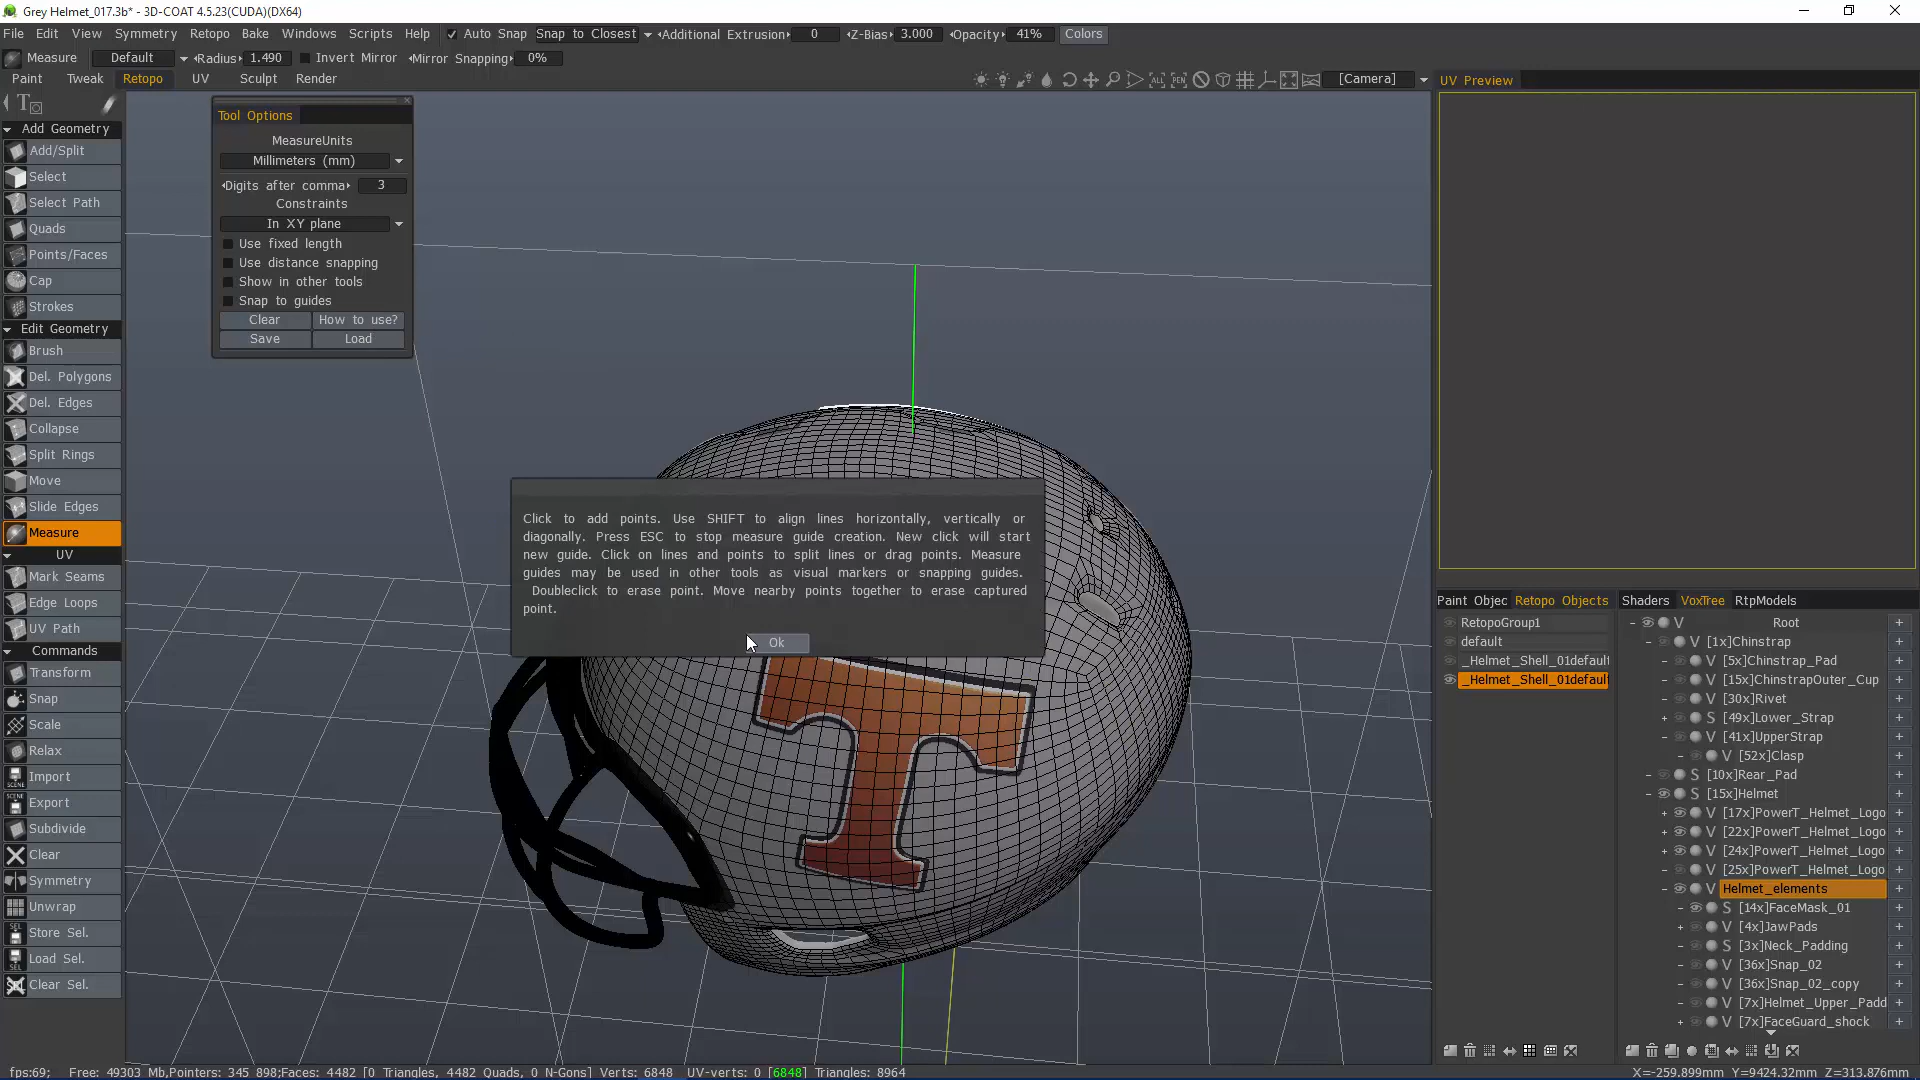 Grey Helmet_017.3b* - 3D-COAT 4.5.23(CUDA)(DX64)
File Edit View Symmetry Retopo Bake Windows Scripts Help Auto Snap Snap to Closest Additional Extrusion 0 Z-Bias 3.000 Opacity 41% Colors
Measure Default Radius 1.490 Invert Mirror Mirror Snapping 0%
Paint Tweak Retopo UV Sculpt Render [Camera] UV Preview
Tool Options
MeasureUnits
Millimeters (mm)
Digits after comma 3
Constraints
In XY plane
Use fixed length
Use distance snapping
Show in other tools
Snap to guides
Clear How to use?
Save Load
Add Geometry
Add/Split
Select
Select Path
Quads
Points/Faces
Cap
Strokes
Edit Geometry
Brush
Del. Polygons
Del. Edges
Collapse
Split Rings
Move
Slide Edges
Measure
UV
Mark Seams
Edge Loops
UV Path
Commands
Transform
Snap
Scale
Relax
Import
Export
Subdivide
Clear
Symmetry
Unwrap
Store Sel.
Load Sel.
Clear Sel.
Click to add points. Use SHIFT to align lines horizontally, vertically or
diagonally. Press ESC to stop measure guide creation. New click will start
new guide. Click on lines and points to split lines or drag points. Measure
guides may be used in other tools as visual markers or snapping guides.
Doubleclick to erase point. Move nearby points together to erase captured
point.
Ok
T
Paint Objec Retopo Objects
RetopoGroup1
default
_Helmet_Shell_01default
_Helmet_Shell_01default
Shaders VoxTree RtpModels
V Root +
V [1x]Chinstrap +
V [5x]Chinstrap_Pad +
V [15x]ChinstrapOuter_Cup +
V [30x]Rivet +
S [49x]Lower_Strap +
V [41x]UpperStrap +
V [52x]Clasp +
S [10x]Rear_Pad +
S [15x]Helmet +
V [17x]PowerT_Helmet_Logo +
V [22x]PowerT_Helmet_Logo +
V [24x]PowerT_Helmet_Logo +
V [25x]PowerT_Helmet_Logo +
V Helmet_elements +
S [14x]FaceMask_01 +
V [4x]JawPads +
S [3x]Neck_Padding +
V [36x]Snap_02 +
V [36x]Snap_02_copy +
V [7x]Helmet_Upper_Padd +
V [7x]FaceGuard_shock +
fps:69; Free: 49303 Mb,Pointers: 345 898;Faces: 4482 [0 Triangles, 4482 Quads, 0 N-Gons] Verts: 6848 UV-verts: 0 [6848] Triangles: 8964 X=-259.899mm Y=9424.32mm Z=313.876mm